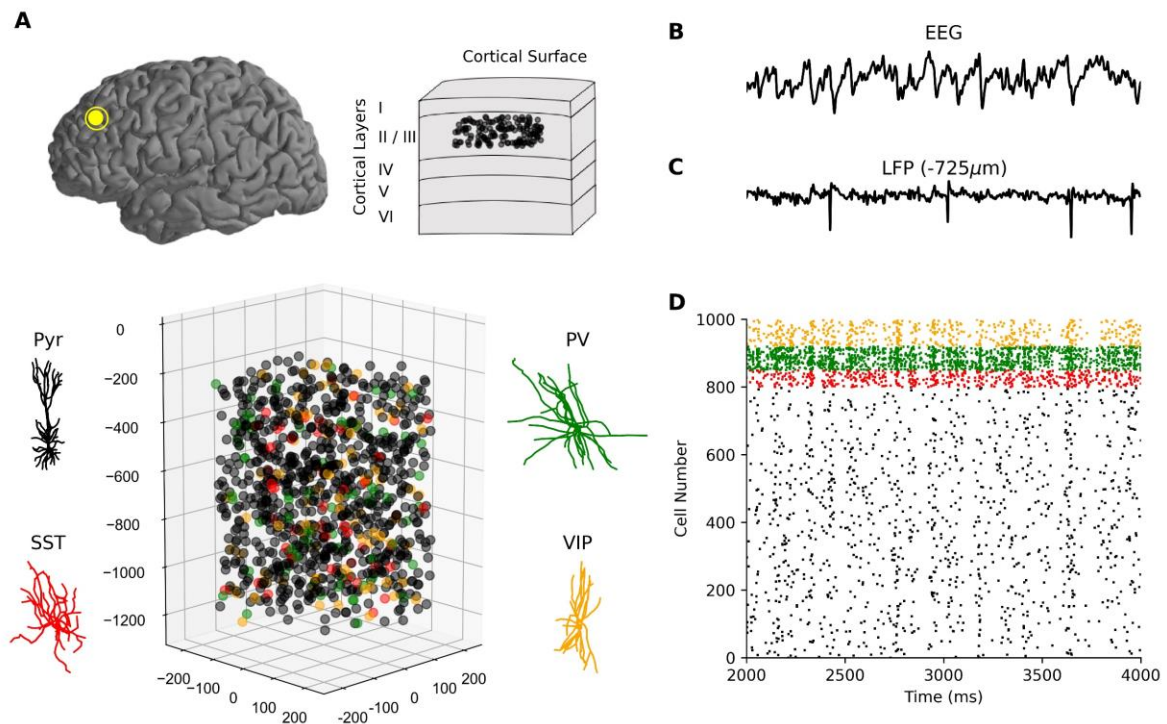 A
Cortical Surface
Cortical Layers
I
II / III
IV
V
VI
Pyr
SST
PV
VIP
0
−200
−400
−600
−800
−1000
−1200
−200
−100
0
100
200
−200
−100
0
100
200
B
EEG
C
LFP (-725μm)
D
Cell Number
1000
800
600
400
200
0
2000
2500
3000
3500
4000
Time (ms)